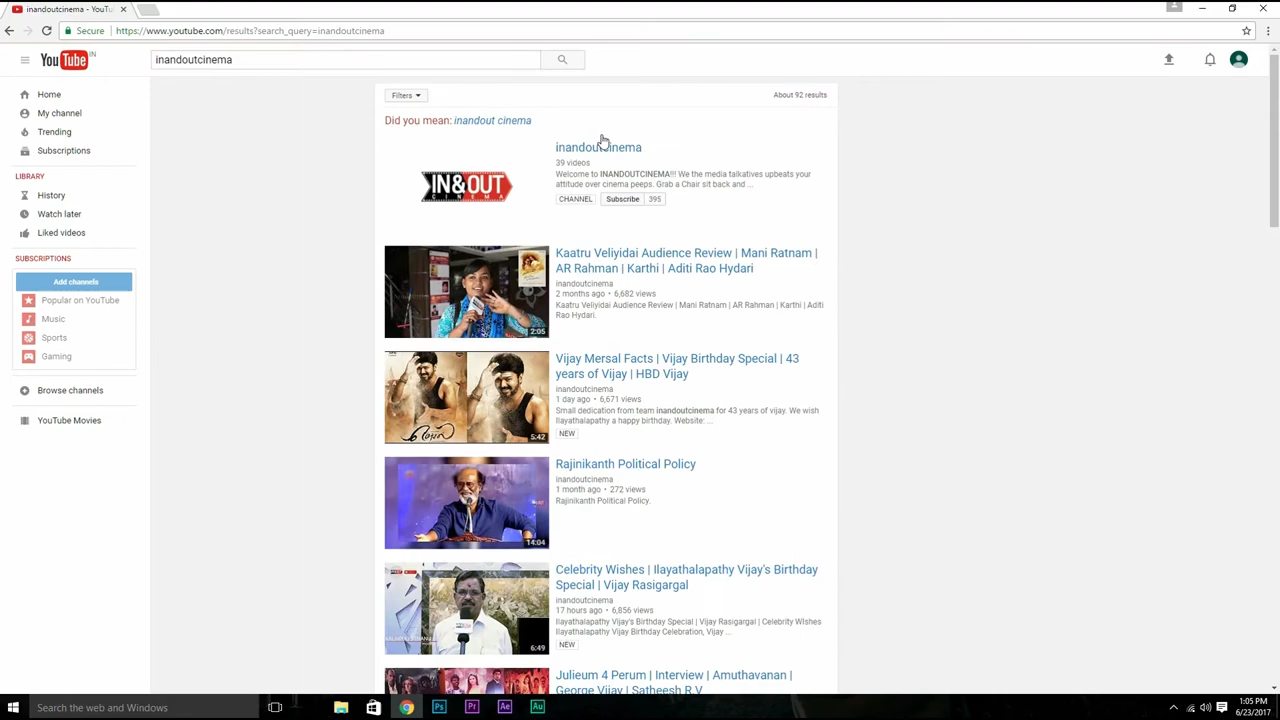 inandoutcinema - YouTube
Secure
https://www.youtube.com/results?search_query=inandoutcinema
YouTube IN
inandoutcinema
Home
My channel
Trending
Subscriptions
LIBRARY
History
Watch later
Liked videos
SUBSCRIPTIONS
Add channels
Popular on YouTube
Music
Sports
Gaming
Browse channels
YouTube Movies
Filters
About 92 results
Did you mean: inandout cinema
IN&OUT
CINEMA
inandoutcinema
39 videos
Welcome to INANDOUTCINEMA!!! We the media talkatives upbeats your
attitude over cinema peeps. Grab a Chair sit back and ...
CHANNEL
Subscribe 395
2:05
Kaatru Veliyidai Audience Review | Mani Ratnam |
AR Rahman | Karthi | Aditi Rao Hydari
inandoutcinema
2 months ago • 6,682 views
Kaatru Veliyidai Audience Review | Mani Ratnam | AR Rahman | Karthi | Aditi
Rao Hydari.
5:42
Vijay Mersal Facts | Vijay Birthday Special | 43
years of Vijay | HBD Vijay
inandoutcinema
1 day ago • 6,671 views
Small dedication from team inandoutcinema for 43 years of vijay. We wish
Ilayathalapathy a happy birthday. Website: ...
NEW
14:04
Rajinikanth Political Policy
inandoutcinema
1 month ago • 272 views
Rajinikanth Political Policy.
6:49
Celebrity Wishes | Ilayathalapathy Vijay's Birthday
Special | Vijay Rasigargal
inandoutcinema
17 hours ago • 6,856 views
Ilayathalapathy Vijay's Birthday Special | Vijay Rasigargal | Celebrity WIshes
Ilayathalapathy Vijay Birthday Celebration, Vijay ...
NEW
Julieum 4 Perum | Interview | Amuthavanan |
George Vijay | Satheesh R.V
Search the web and Windows
Ps
Pr
Ae
Au
1:05 PM
6/23/2017